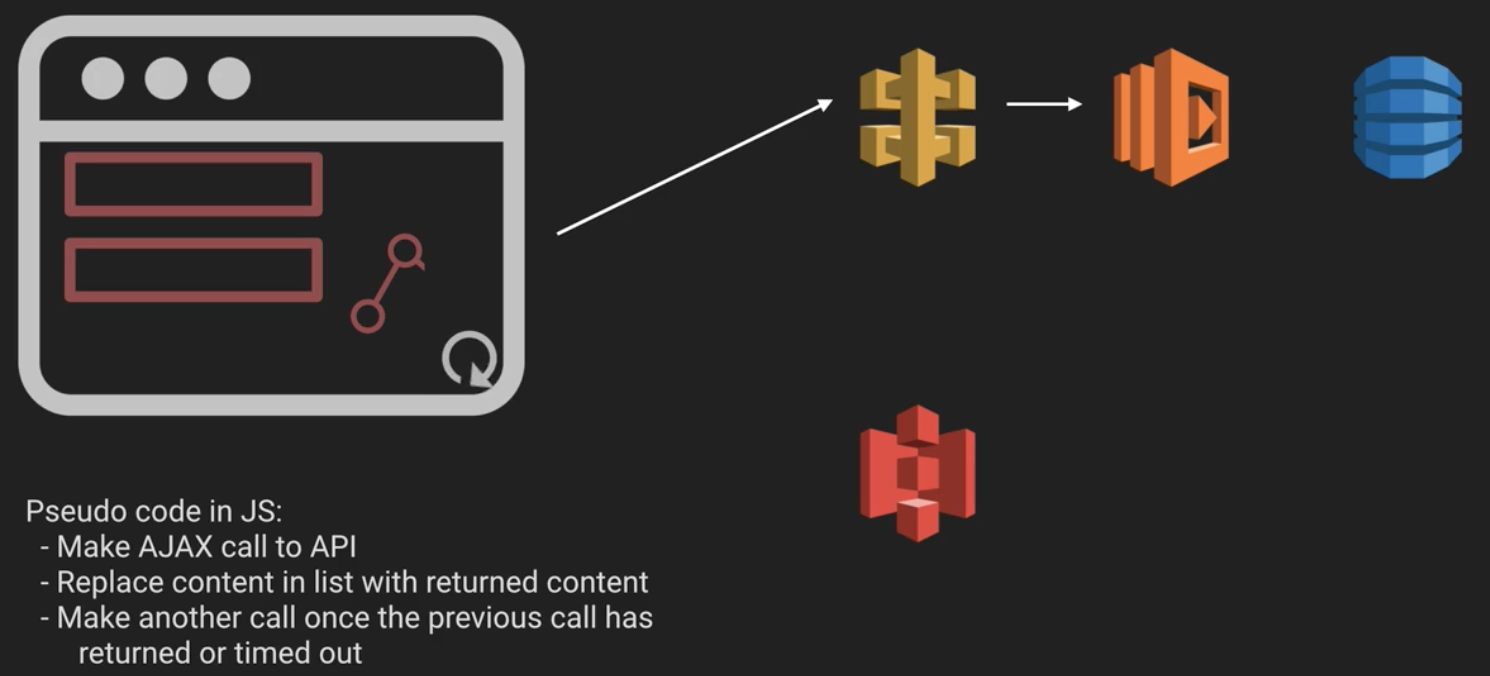 Pseudo code in JS:
- Make AJAX call to API
- Replace content in list with returned content
- Make another call once the previous call has
returned or timed out